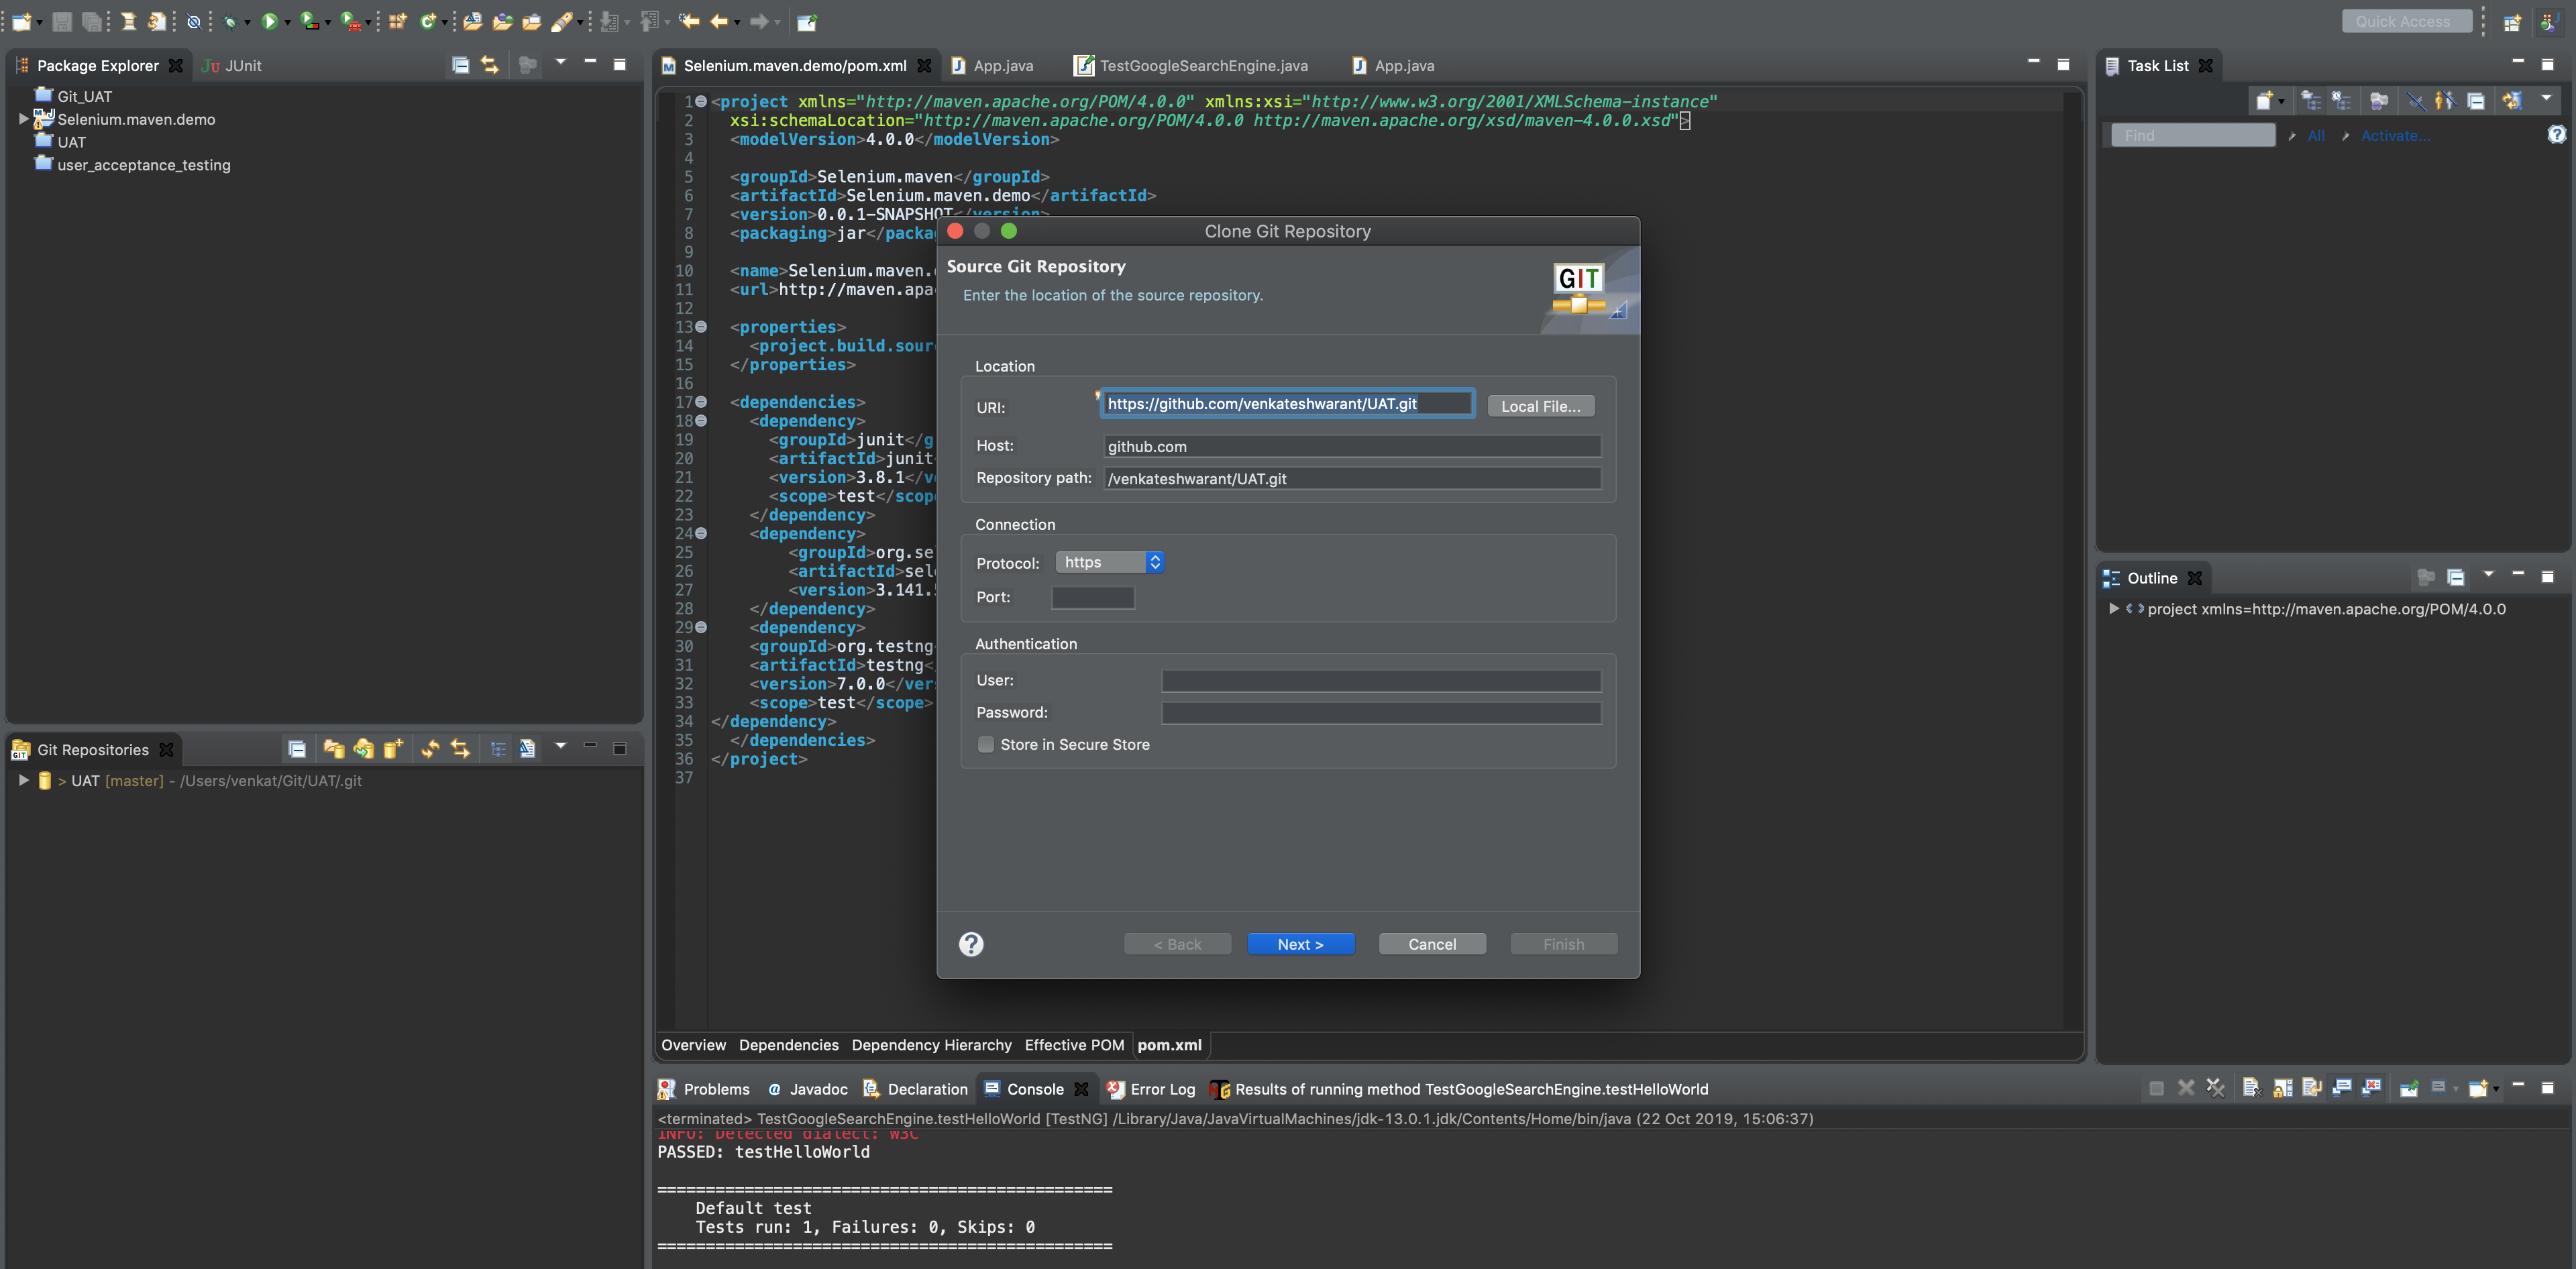 Quick Access
Package Explorer
JUnit
Git_UAT
Selenium.maven.demo
UAT
user_acceptance_testing
Git Repositories
> UAT [master] - /Users/venkat/Git/UAT/.git
Selenium.maven.demo/pom.xml
App.java
TestGoogleSearchEngine.java
App.java
1 <project xmlns="http://maven.apache.org/POM/4.0.0" xmlns:xsi="http://www.w3.org/2001/XMLSchema-instance"
2 xsi:schemaLocation="http://maven.apache.org/POM/4.0.0 http://maven.apache.org/xsd/maven-4.0.0.xsd">
3 <modelVersion>4.0.0</modelVersion>
4
5 <groupId>Selenium.maven</groupId>
6 <artifactId>Selenium.maven.demo</artifactId>
7 <version>0.0.1-SNAPSHOT</version>
8 <packaging>jar</packa
9
10 <name>Selenium.maven.
11 <url>http://maven.apa
12
13 <properties>
14 <project.build.sour
15 </properties>
16
17 <dependencies>
18 <dependency>
19 <groupId>junit</g
20 <artifactId>junit
21 <version>3.8.1</v
22 <scope>test</scop
23 </dependency>
24 <dependency>
25 <groupId>org.se
26 <artifactId>sel
27 <version>3.141.
28 </dependency>
29 <dependency>
30 <groupId>org.testng
31 <artifactId>testng<
32 <version>7.0.0</ver
33 <scope>test</scope>
34 </dependency>
35 </dependencies>
36 </project>
37
Overview Dependencies Dependency Hierarchy Effective POM pom.xml
Clone Git Repository
Source Git Repository
Enter the location of the source repository.
GIT
Location
URI: https://github.com/venkateshwarant/UAT.git Local File...
Host: github.com
Repository path: /venkateshwarant/UAT.git
Connection
Protocol: https
Port:
Authentication
User:
Password:
Store in Secure Store
? < Back Next > Cancel Finish
Task List
Find All Activate...
Outline
project xmlns=http://maven.apache.org/POM/4.0.0
Problems @ Javadoc Declaration Console Error Log Results of running method TestGoogleSearchEngine.testHelloWorld
<terminated> TestGoogleSearchEngine.testHelloWorld [TestNG] /Library/Java/JavaVirtualMachines/jdk-13.0.1.jdk/Contents/Home/bin/java (22 Oct 2019, 15:06:37)
INFO: Detected dialect: W3C
PASSED: testHelloWorld
===============================================
Default test
Tests run: 1, Failures: 0, Skips: 0
===============================================